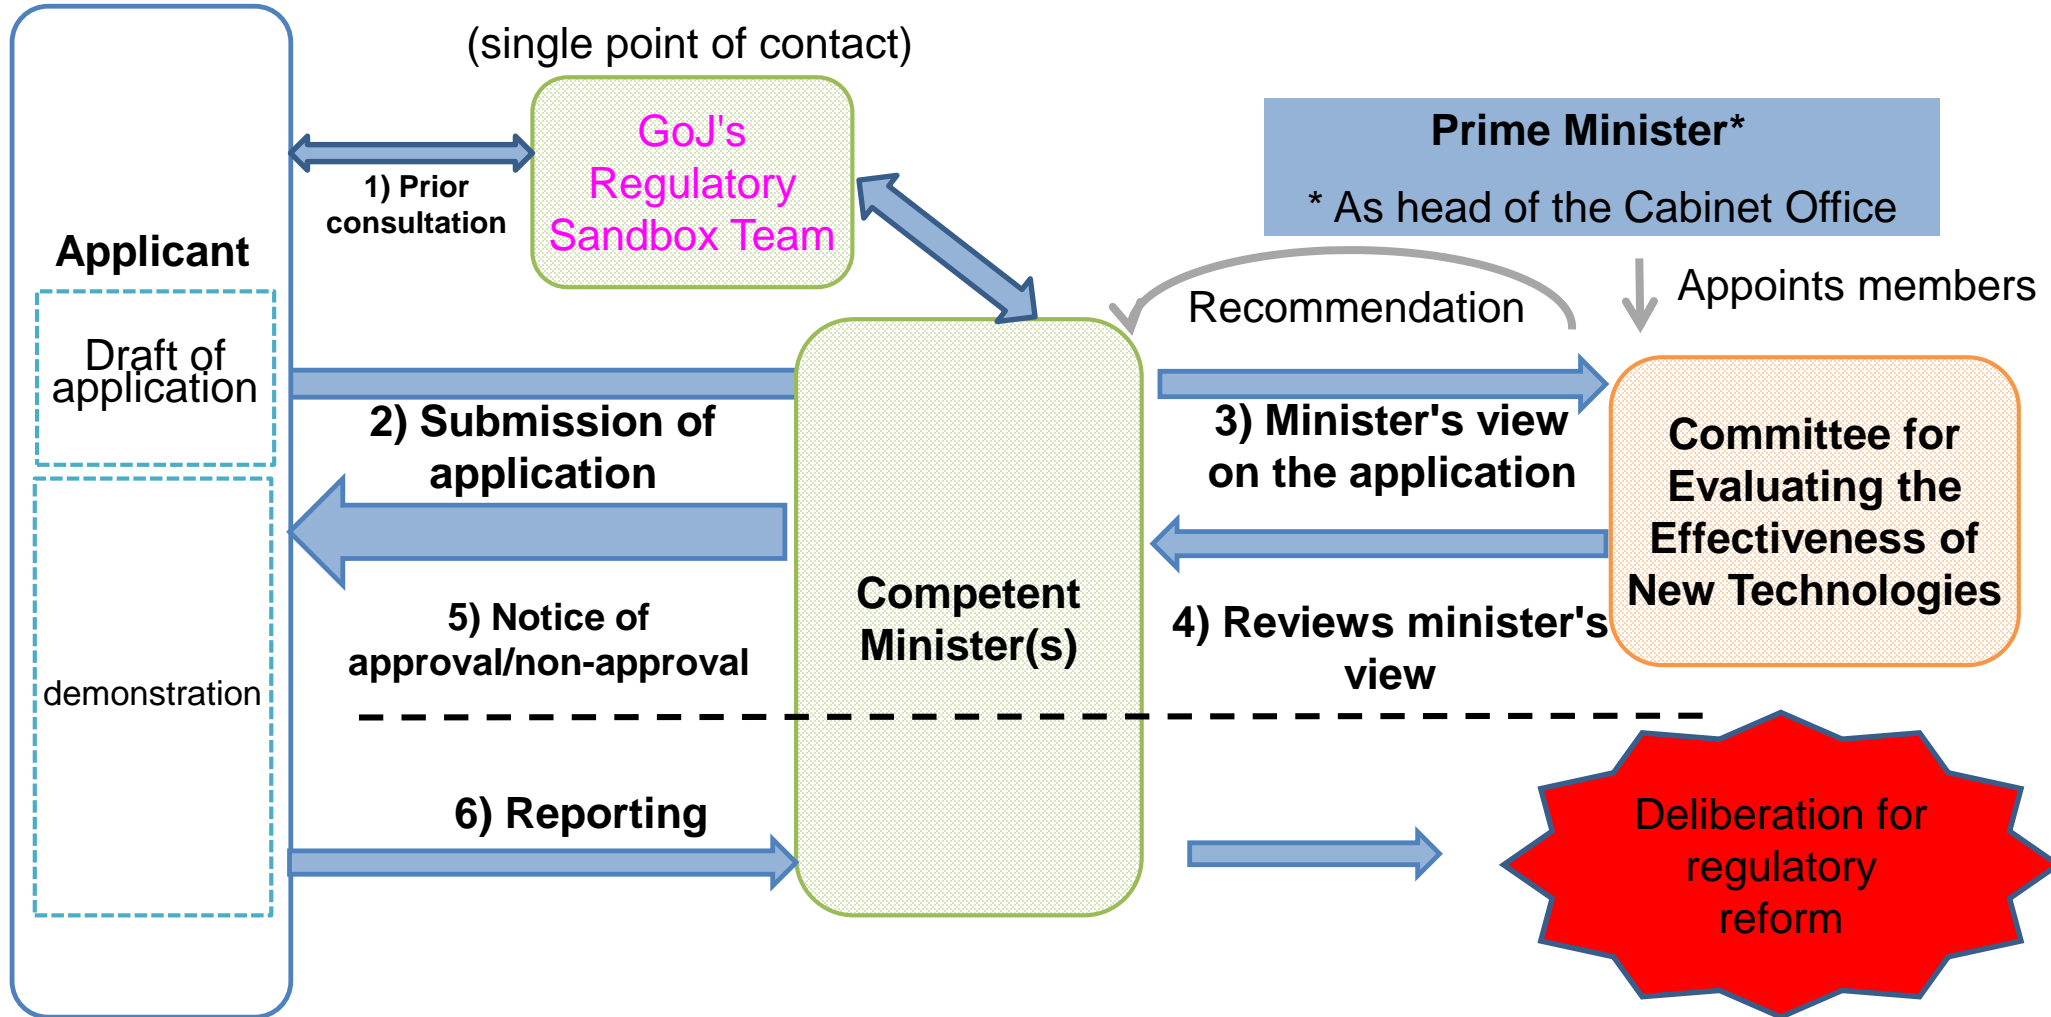 (single point of contact)
GoJ's
Regulatory
Sandbox Team
1) Prior
consultation
Prime Minister*
* As head of the Cabinet Office
Appoints members
Recommendation
Applicant
Draft of
application
demonstration
2) Submission of
application
3) Minister's view
on the application
Committee for
Evaluating the
Effectiveness of
New Technologies
Competent
Minister(s)
4) Reviews minister's
view
5) Notice of
approval/non-approval
6) Reporting
Deliberation for
regulatory
reform